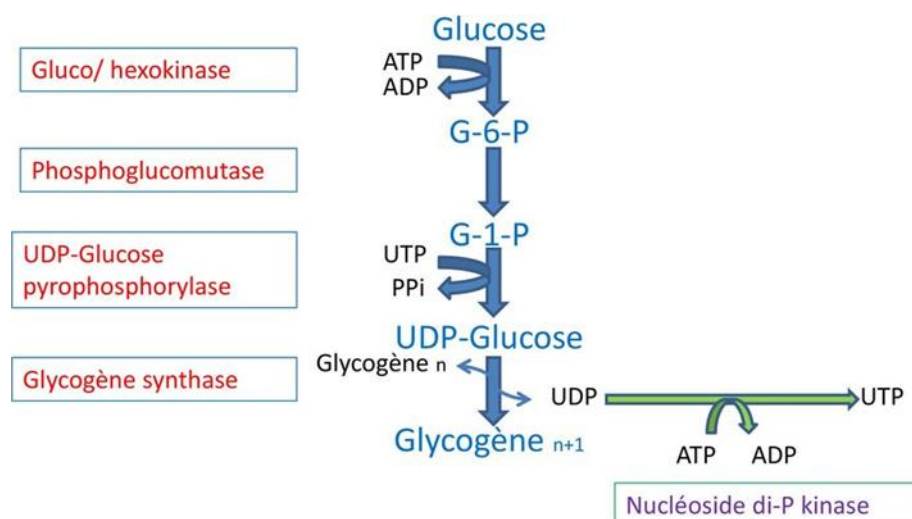 Glucose
Gluco/ hexokinase
ATP
ADP
G-6-P
Phosphoglucomutase
G-1-P
UDP-Glucose
pyrophosphorylase
UTP
PPi
UDP-Glucose
Glycogène synthase
Glycogène n
UDP
UTP
Glycogène n+1
ATP
ADP
Nucléoside di-P kinase